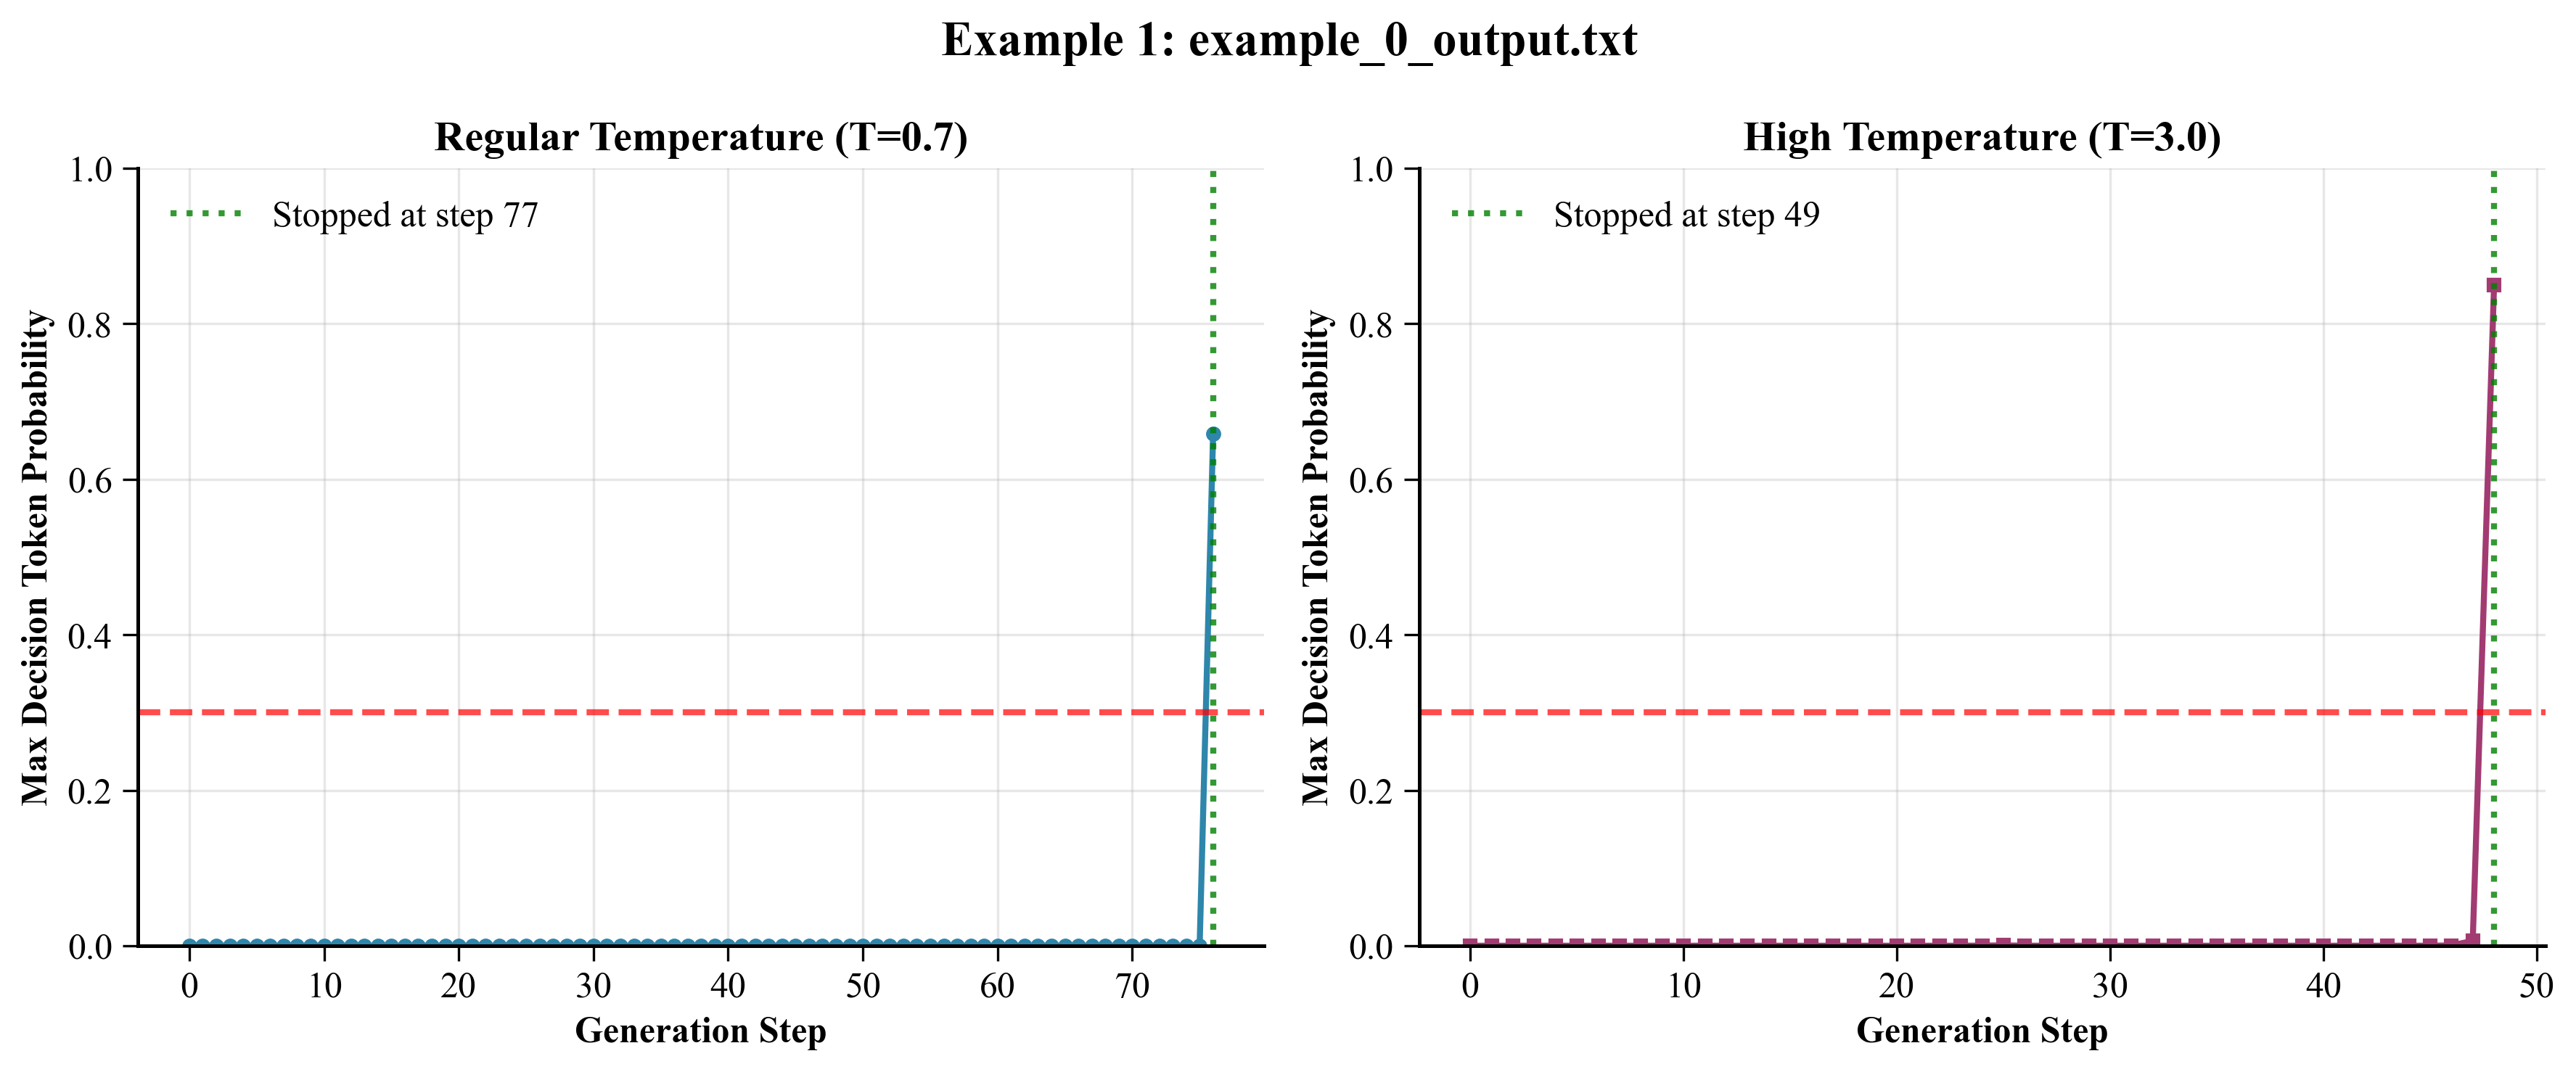 Example 1: example_0_output.txt
Regular Temperature (T=0.7)
Stopped at step 77
Max Decision Token Probability
1.0
0.8
0.6
0.4
0.2
0.0
0 10 20 30 40 50 60 70
Generation Step
High Temperature (T=3.0)
Stopped at step 49
Max Decision Token Probability
1.0
0.8
0.6
0.4
0.2
0.0
0 10 20 30 40 50
Generation Step